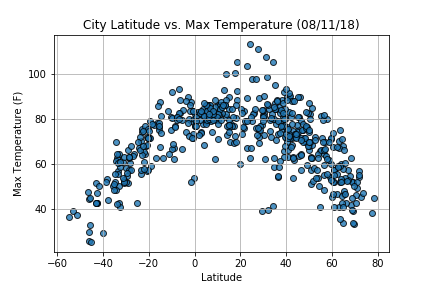 City Latitude vs. Max Temperature (08/11/18)
Max Temperature (F)
100
80
60
40
−60 −40 −20 0 20 40 60 80
Latitude